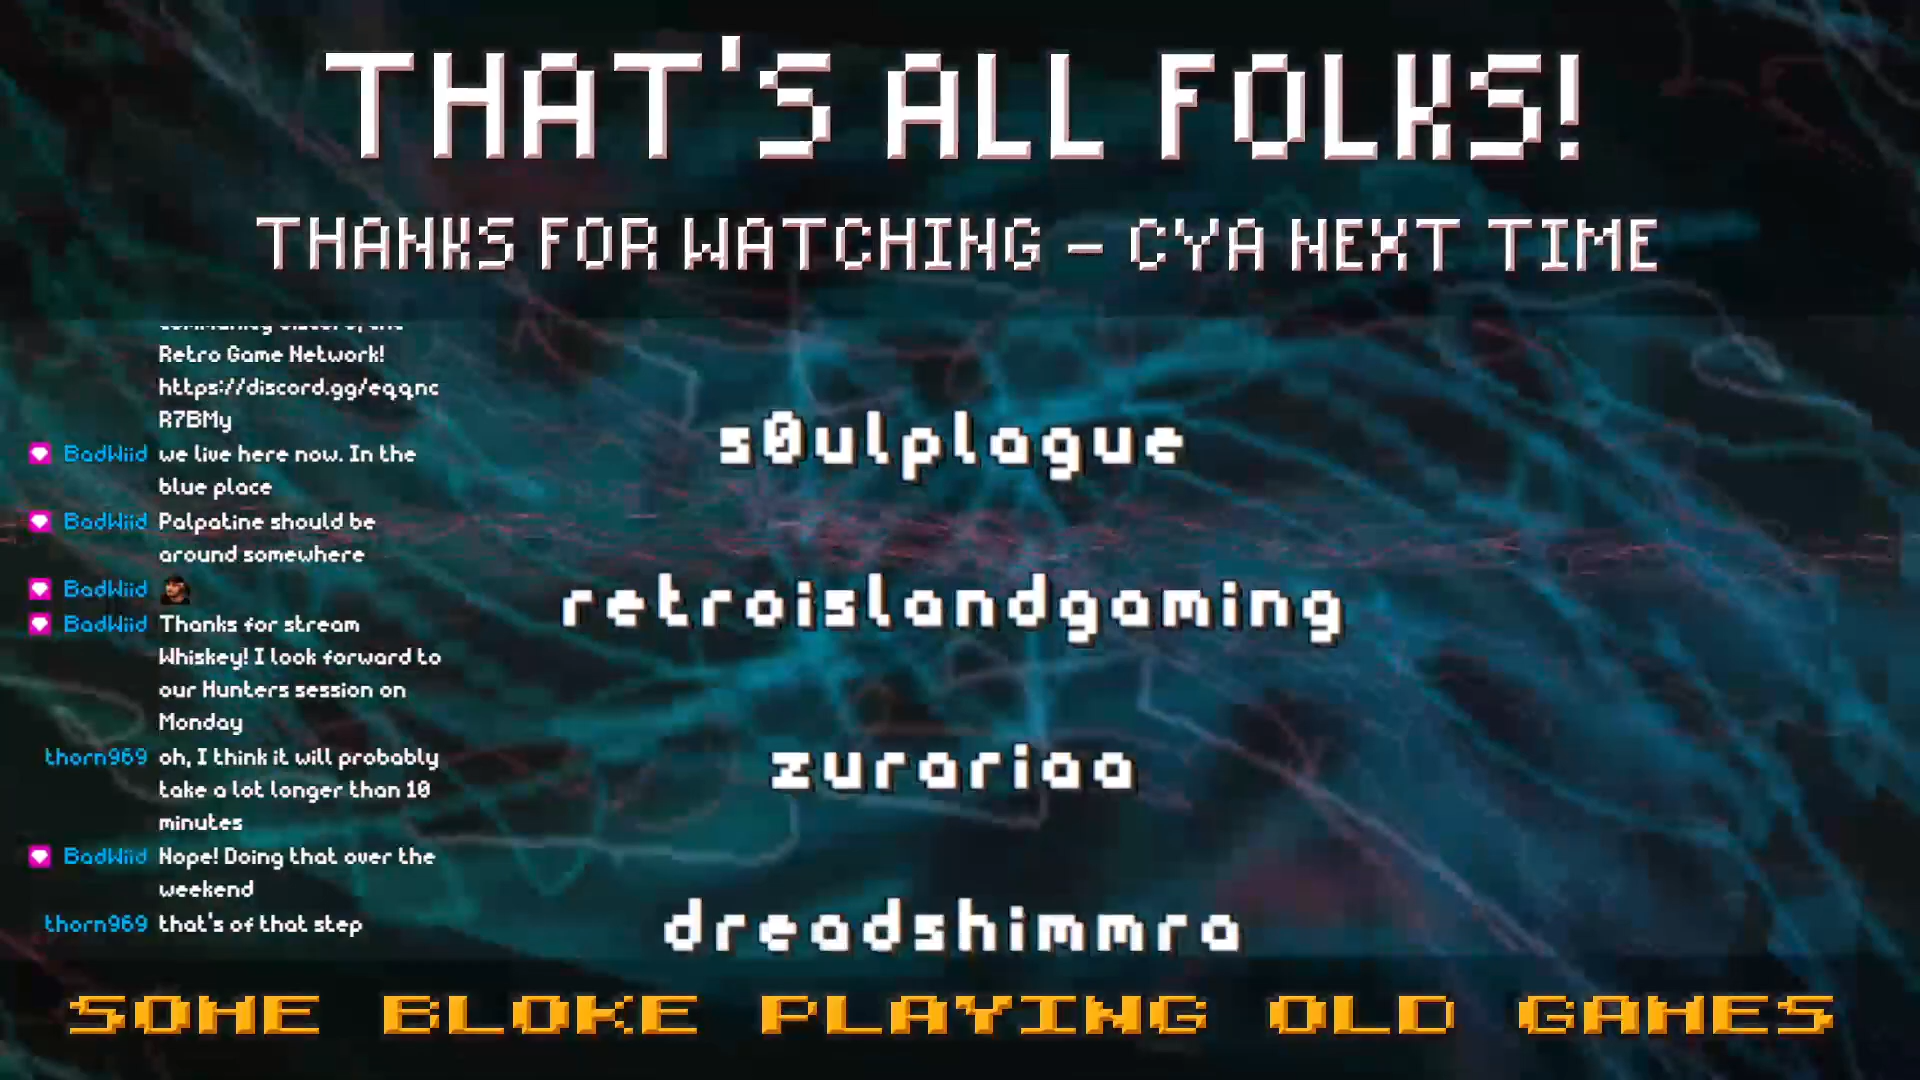 THAT'S ALL FOLKS!
THANKS FOR WATCHING - CYA NEXT TIME
community discord, the
Retro Game Network!
https://discord.gg/eqqnc
R7BMy
BadWiid we live here now. In the
blue place
BadWiid Palpatine should be
around somewhere
BadWiid
BadWiid Thanks for stream
Whiskey! I look forward to
our Hunters session on
Monday
thorn969 oh, I think it will probably
take a lot longer than 10
minutes
BadWiid Nope! Doing that over the
weekend
thorn969 that's of that step
s0ulplague
retroislandgaming
zurariaa
dreadshimmra
SOME BLOKE PLAYING OLD GAMES